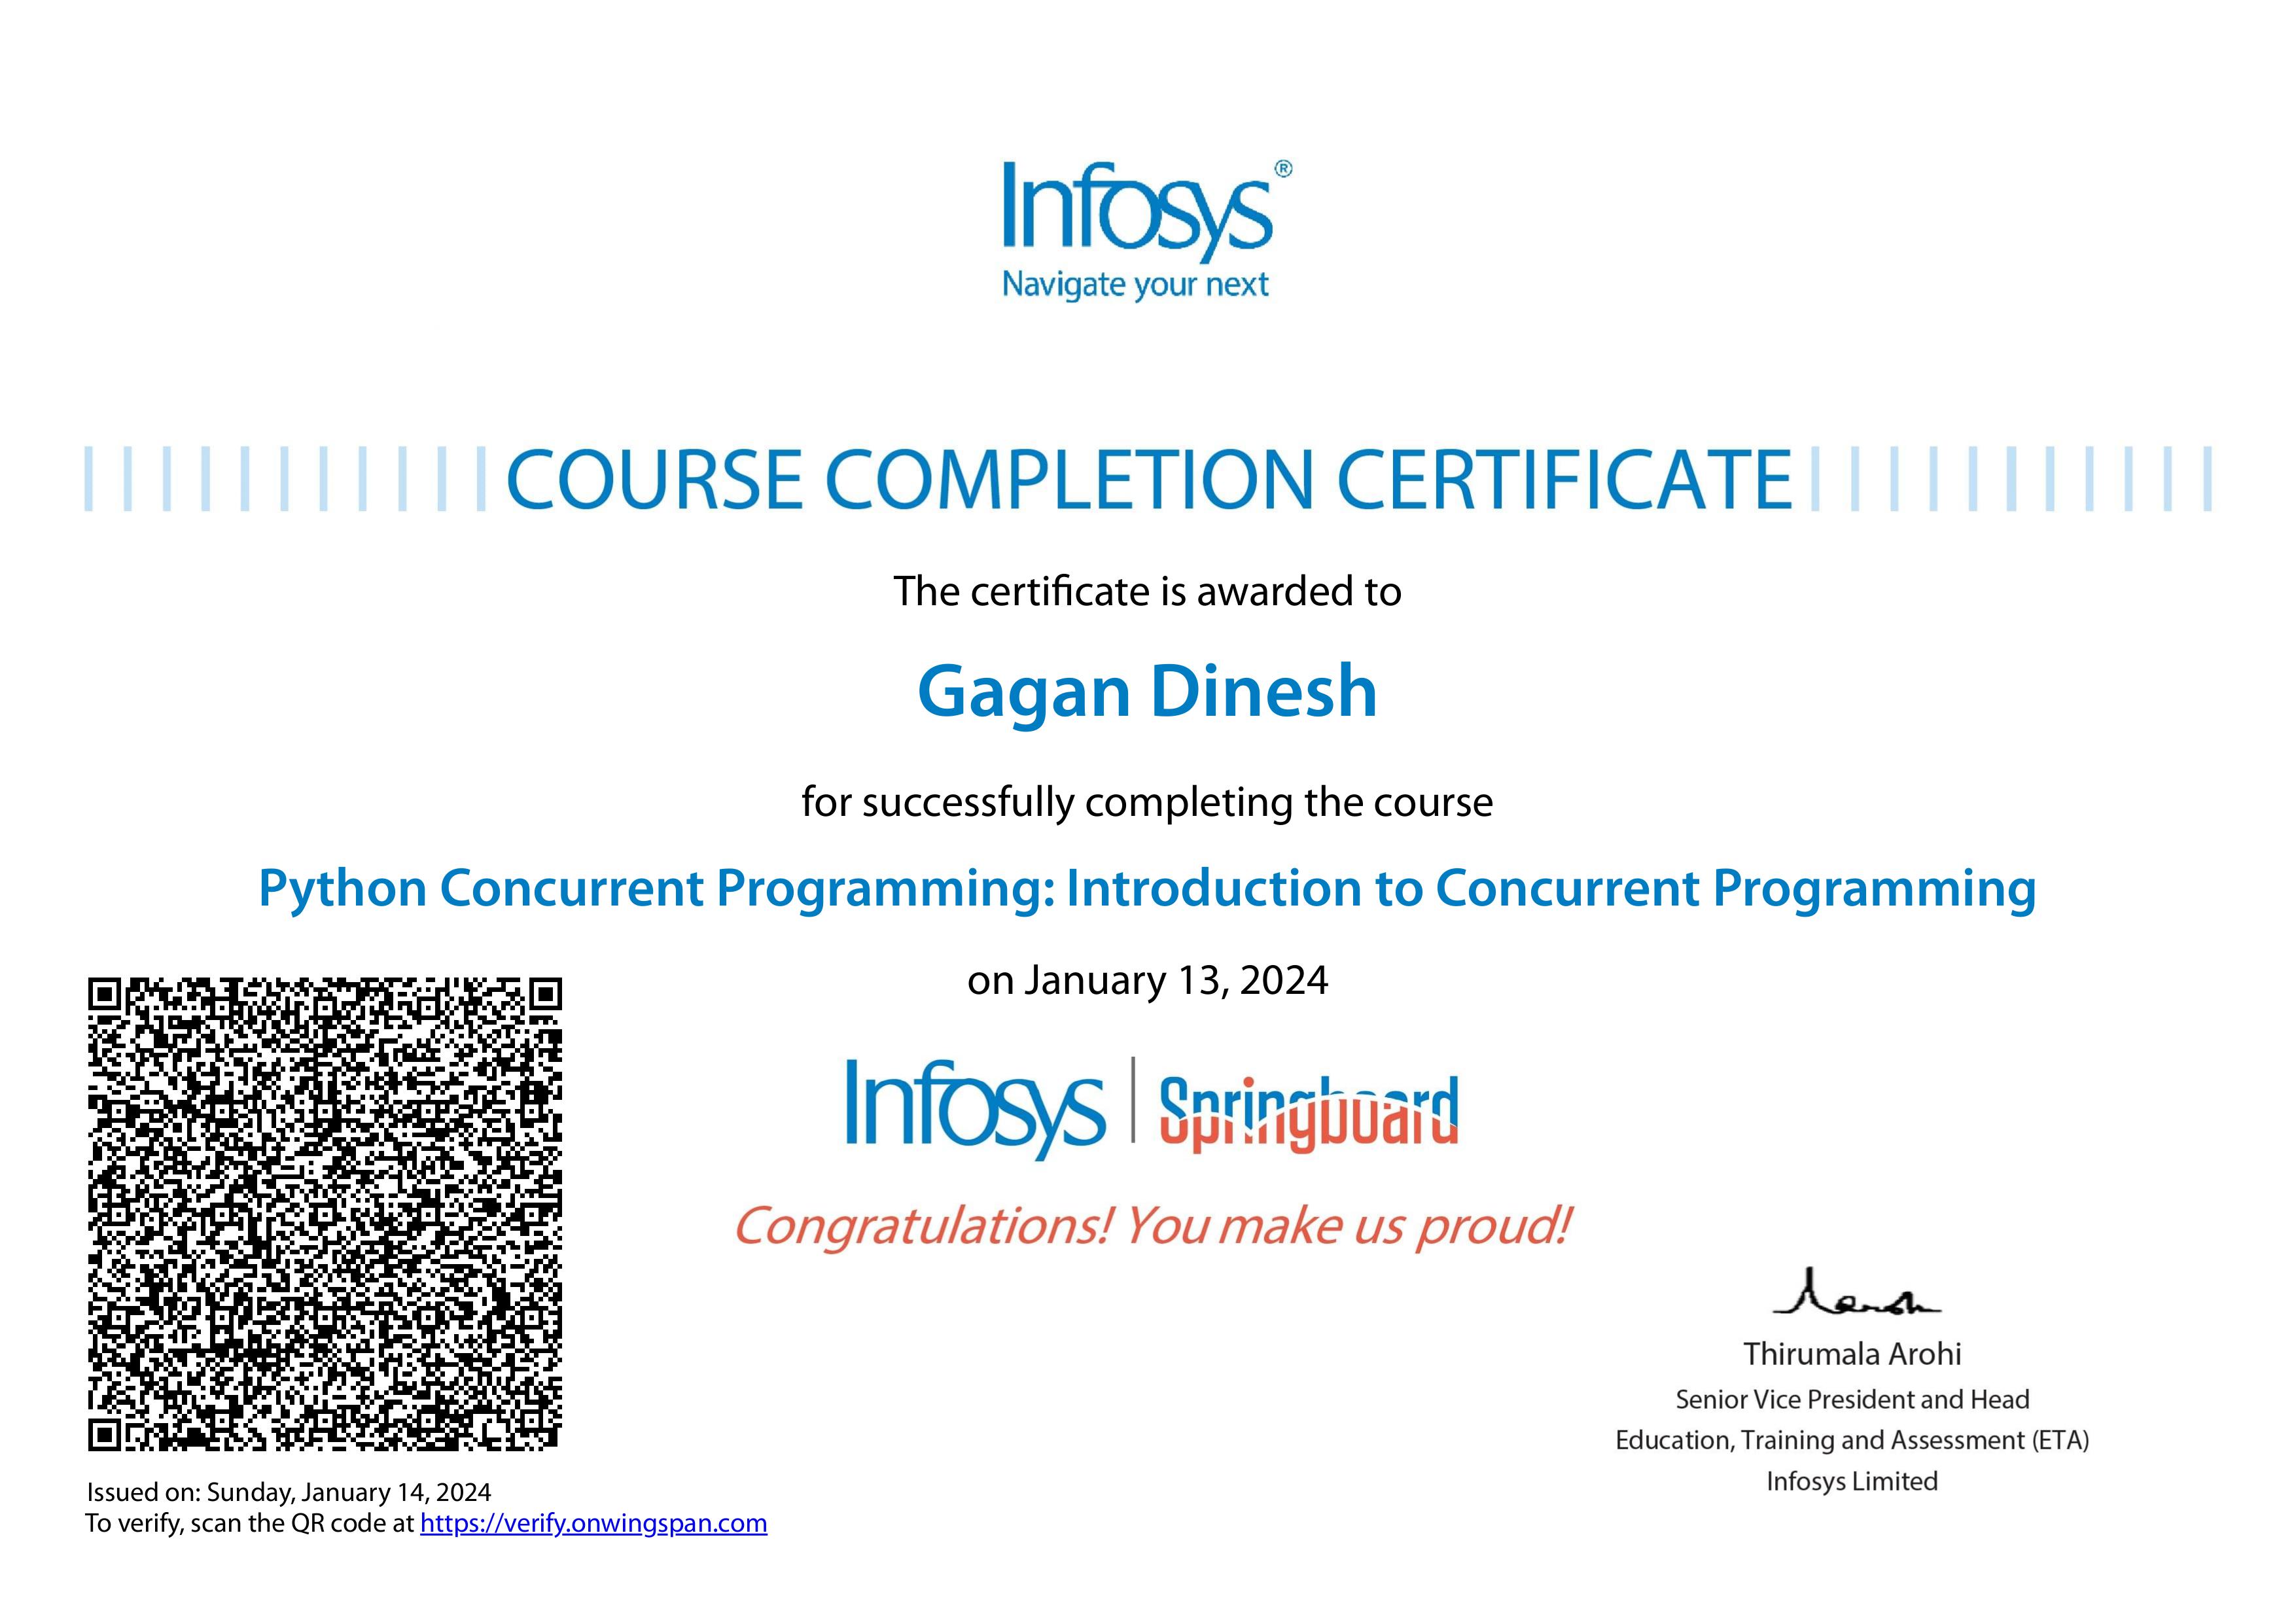 Infosys®
Navigate your next
COURSE COMPLETION CERTIFICATE
The certificate is awarded to
Gagan Dinesh
for successfully completing the course
Python Concurrent Programming: Introduction to Concurrent Programming
on January 13, 2024
Infosys | Springboard
Congratulations! You make us proud!
Thirumala Arohi
Senior Vice President and Head
Education, Training and Assessment (ETA)
Infosys Limited
Issued on: Sunday, January 14, 2024
To verify, scan the QR code at https://verify.onwingspan.com